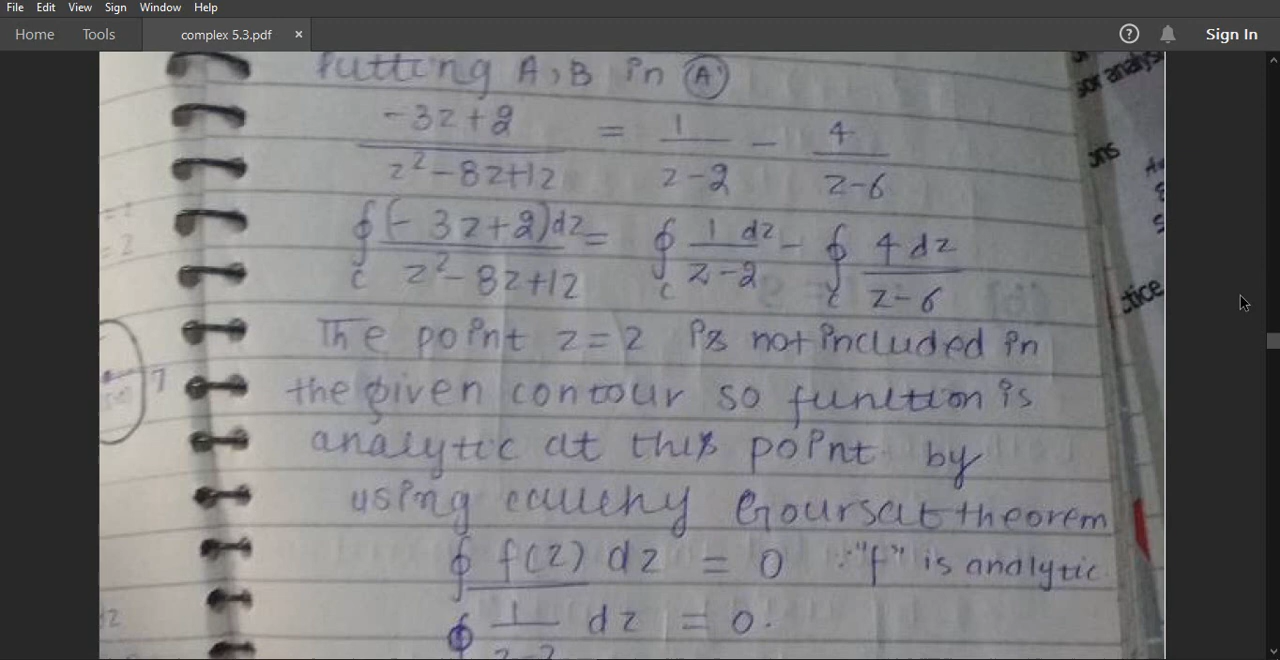 File Edit View Sign Window Help
Home Tools complex 5.3.pdf × ? Sign In
Putting A,B in Ⓐ
-3z+2 / z²-8z+12 = 1 / z-2 - 4 / z-6
∮c (-3z+2)dz / z²-8z+12 = ∮c 1 dz / z-2 - ∮c 4dz / z-6
The point z=2 is not included in
the given contour so function is
analytic at this point by
using cauchy Goursat theorem
∮ f(z) dz = 0 ∵ "f" is analytic
∮ 1 / z-2 dz = 0.
7
ons